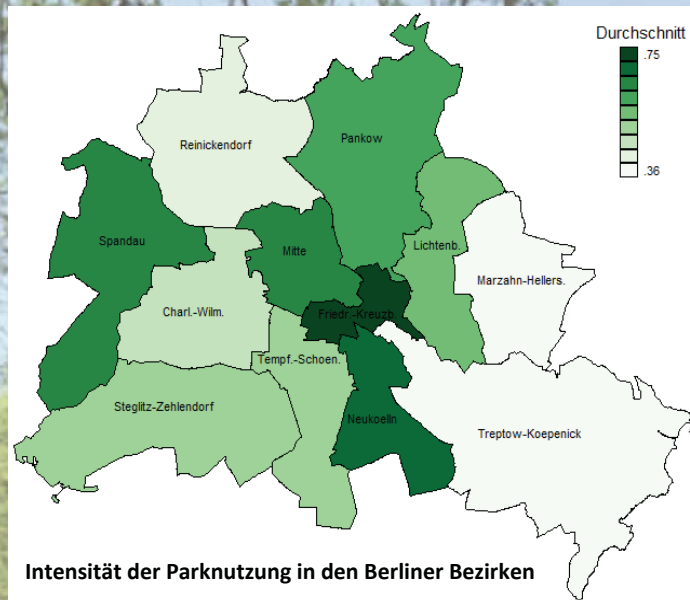 Durchschnitt
.75
.36
Reinickendorf
Pankow
Spandau
Mitte
Lichtenb.
Marzahn-Hellers.
Charl.-Wilm.
Friedr.-Kreuzb.
Tempf.-Schoen.
Steglitz-Zehlendorf
Neukoelln
Treptow-Koepenick
Intensität der Parknutzung in den Berliner Bezirken